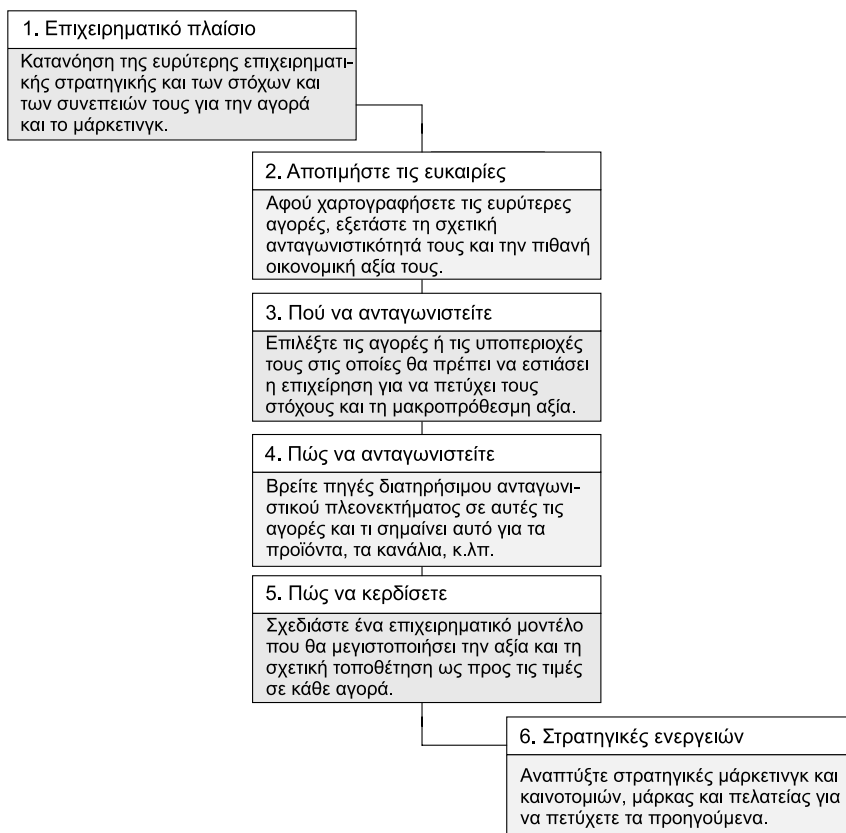 1. Επιχειρηματικό πλαίσιο
Κατανόηση της ευρύτερης επιχειρηματι-
κής στρατηγικής και των στόχων και
των συνεπειών τους για την αγορά
και το μάρκετινγκ.
2. Αποτιμήστε τις ευκαιρίες
Αφού χαρτογραφήσετε τις ευρύτερες
αγορές, εξετάστε τη σχετική
ανταγωνιστικότητά τους και την πιθανή
οικονομική αξία τους.
3. Πού να ανταγωνιστείτε
Επιλέξτε τις αγορές ή τις υποπεριοχές
τους στις οποίες θα πρέπει να εστιάσει
η επιχείρηση για να πετύχει τους
στόχους και τη μακροπρόθεσμη αξία.
4. Πώς να ανταγωνιστείτε
Βρείτε πηγές διατηρήσιμου ανταγωνι-
στικού πλεονεκτήματος σε αυτές τις
αγορές και τι σημαίνει αυτό για τα
προϊόντα, τα κανάλια, κ.λπ.
5. Πώς να κερδίσετε
Σχεδιάστε ένα επιχειρηματικό μοντέλο
που θα μεγιστοποιήσει την αξία και τη
σχετική τοποθέτηση ως προς τις τιμές
σε κάθε αγορά.
6. Στρατηγικές ενεργειών
Αναπτύξτε στρατηγικές μάρκετινγκ και
καινοτομιών, μάρκας και πελατείας για
να πετύχετε τα προηγούμενα.